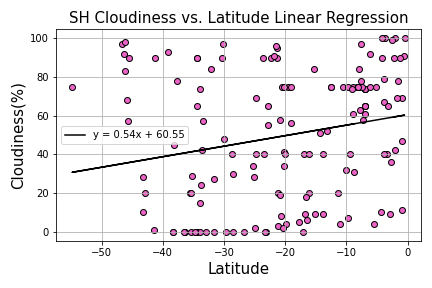 SH Cloudiness vs. Latitude Linear Regression
Cloudiness(%)
100
80
60
40
20
0
y = 0.54x + 60.55
−50 −40 −30 −20 −10 0
Latitude